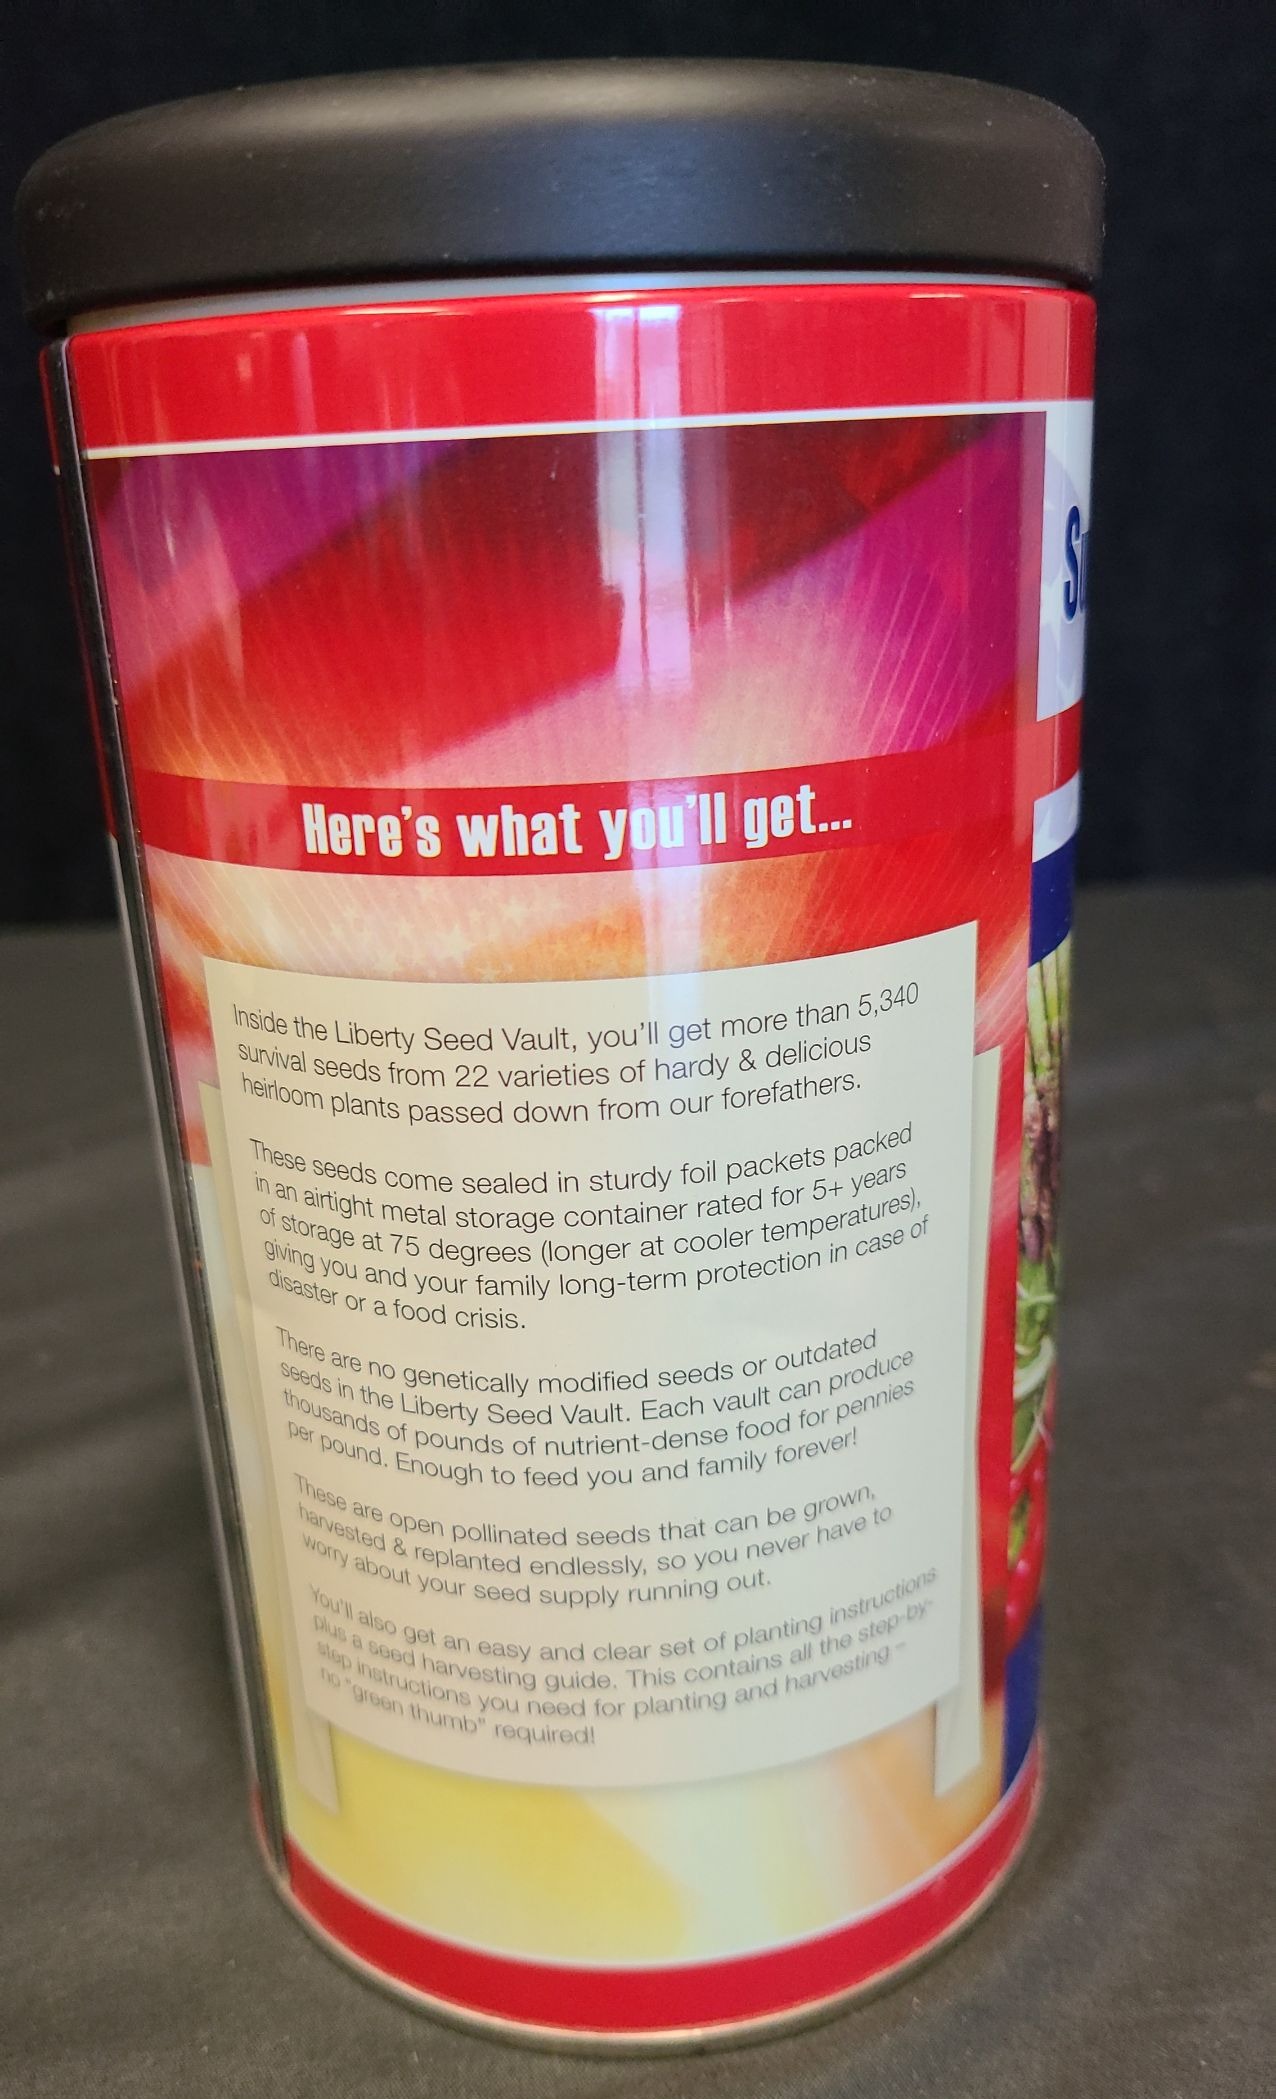 Here's what you'll get...
Inside the Liberty Seed Vault, you'll get more than 5,340
survival seeds from 22 varieties of hardy & delicious
heirloom plants passed down from our forefathers.
These seeds come sealed in sturdy foil packets packed
in an airtight metal storage container rated for 5+ years
of storage at 75 degrees (longer at cooler temperatures),
giving you and your family long-term protection in case of
disaster or a food crisis.
There are no genetically modified seeds or outdated
seeds in the Liberty Seed Vault. Each vault can produce
thousands of pounds of nutrient-dense food for pennies
per pound. Enough to feed you and family forever!
These are open pollinated seeds that can be grown,
harvested & replanted endlessly, so you never have to
worry about your seed supply running out.
You'll also get an easy and clear set of planting instructions
plus a seed harvesting guide. This contains all the step-by-
step instructions you need for planting and harvesting –
no "green thumb" required!